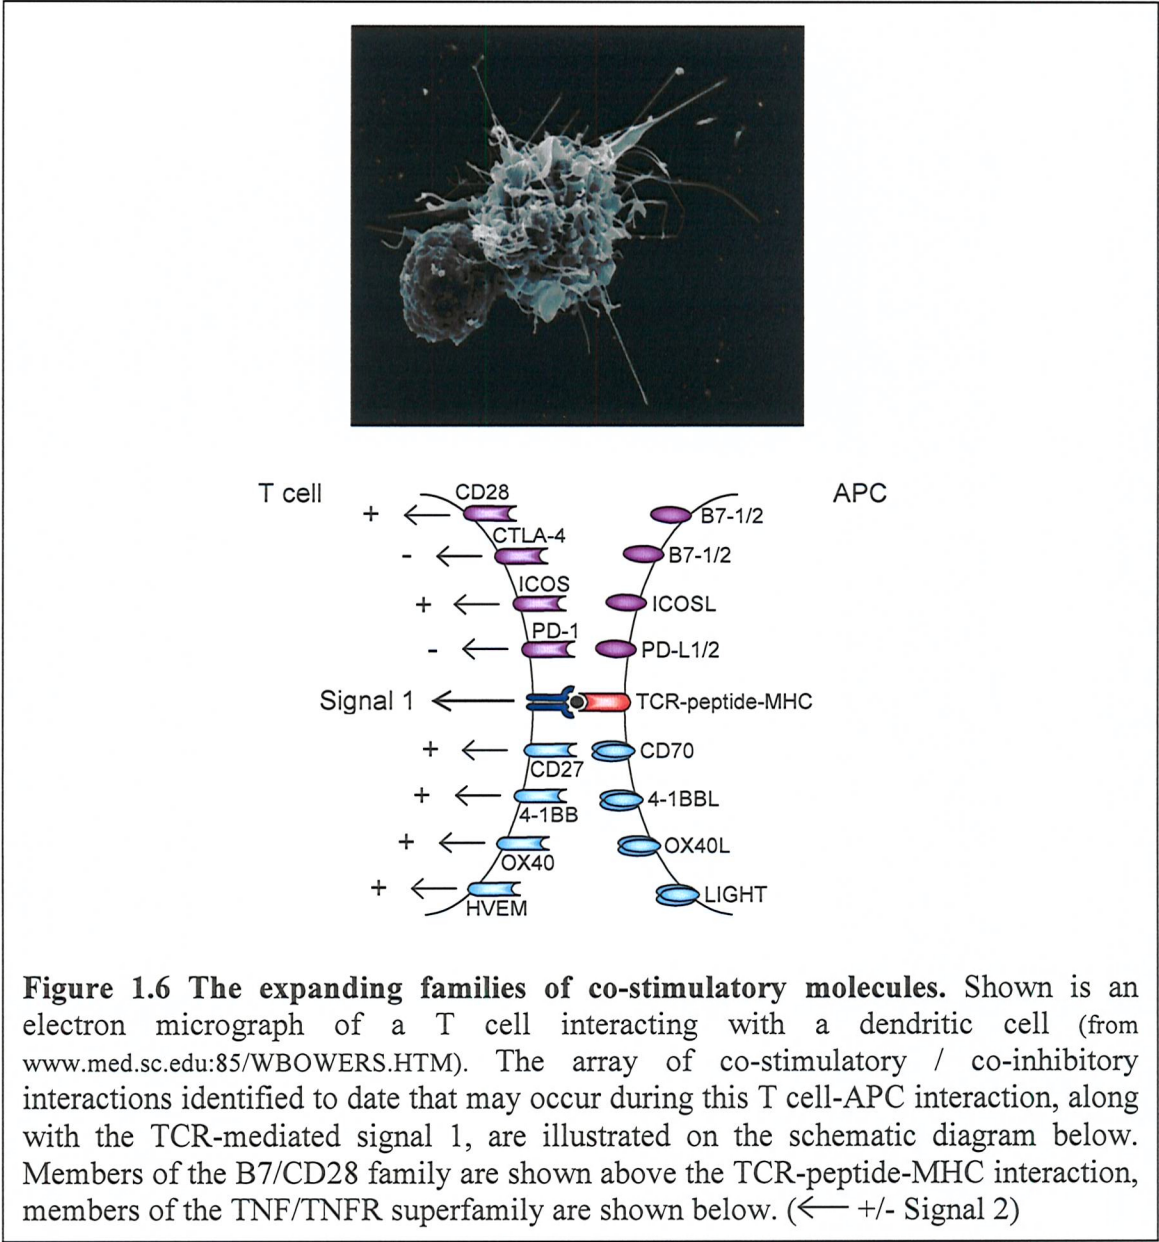 T cell
APC
CD28
+
B7-1/2
CTLA-4
-
B7-1/2
ICOS
+
ICOSL
PD-1
-
PD-L1/2
Signal 1
TCR-peptide-MHC
+
CD70
CD27
+
4-1BBL
4-1BB
+
OX40L
OX40
+
LIGHT
HVEM
Figure 1.6 The expanding families of co-stimulatory molecules. Shown is an
electron micrograph of a T cell interacting with a dendritic cell (from
www.med.sc.edu:85/WBOWERS.HTM). The array of co-stimulatory / co-inhibitory
interactions identified to date that may occur during this T cell-APC interaction, along
with the TCR-mediated signal 1, are illustrated on the schematic diagram below.
Members of the B7/CD28 family are shown above the TCR-peptide-MHC interaction,
members of the TNF/TNFR superfamily are shown below. (← +/- Signal 2)